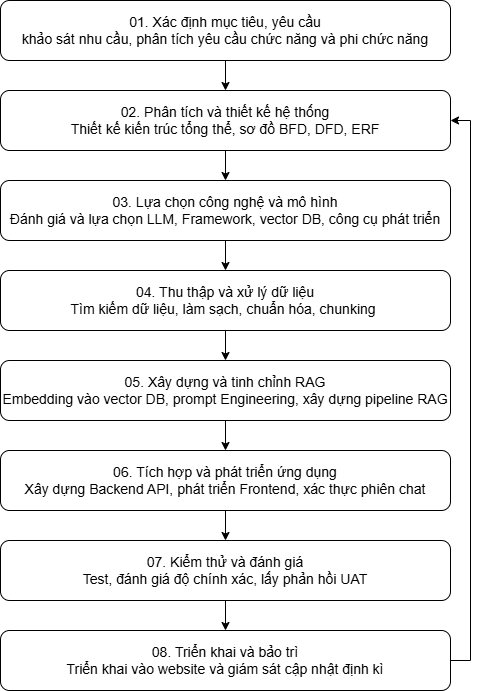 01. Xác định mục tiêu, yêu cầu
khảo sát nhu cầu, phân tích yêu cầu chức năng và phi chức năng
02. Phân tích và thiết kế hệ thống
Thiết kế kiến trúc tổng thể, sơ đồ BFD, DFD, ERF
03. Lựa chọn công nghệ và mô hình
Đánh giá và lựa chọn LLM, Framework, vector DB, công cụ phát triển
04. Thu thập và xử lý dữ liệu
Tìm kiếm dữ liệu, làm sạch, chuẩn hóa, chunking
05. Xây dựng và tinh chỉnh RAG
Embedding vào vector DB, prompt Engineering, xây dựng pipeline RAG
06. Tích hợp và phát triển ứng dụng
Xây dựng Backend API, phát triển Frontend, xác thực phiên chat
07. Kiểm thử và đánh giá
Test, đánh giá độ chính xác, lấy phản hồi UAT
08. Triển khai và bảo trì
Triển khai vào website và giám sát cập nhật định kì